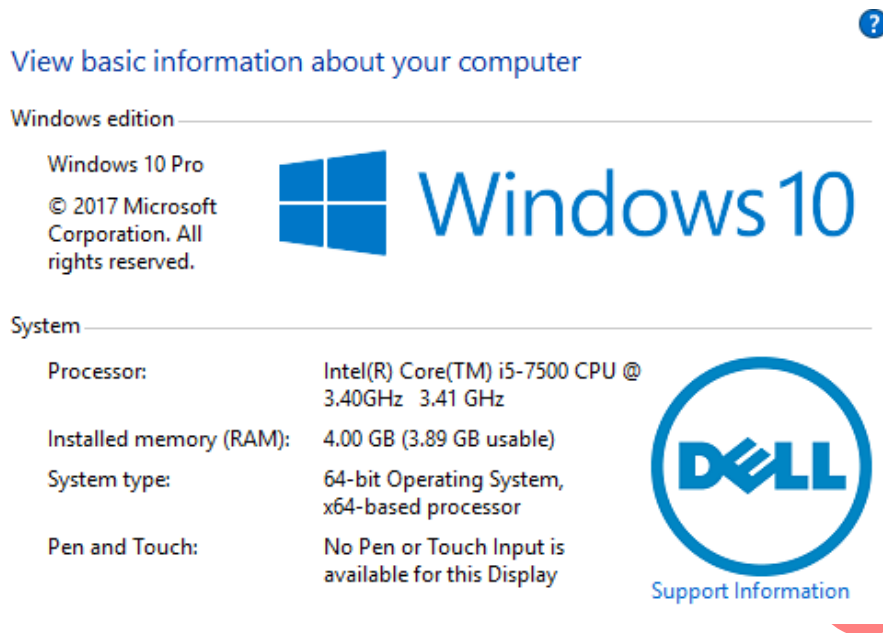 ?
View basic information about your computer
Windows edition
Windows 10 Pro
© 2017 Microsoft
Corporation. All
rights reserved.
Windows 10
System
Processor:
Intel(R) Core(TM) i5-7500 CPU @
3.40GHz 3.41 GHz
Installed memory (RAM):
4.00 GB (3.89 GB usable)
System type:
64-bit Operating System,
x64-based processor
Pen and Touch:
No Pen or Touch Input is
available for this Display
DELL
Support Information